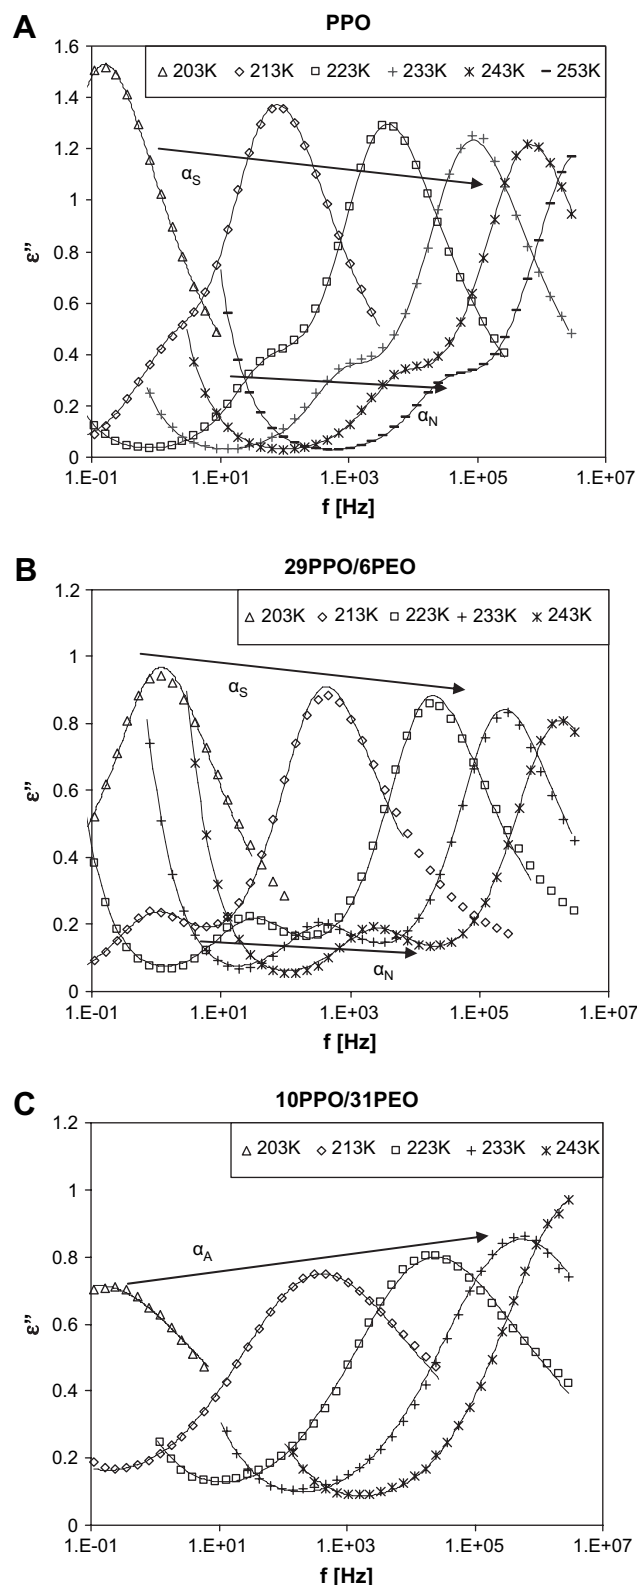 A
PPO
△ 203K ◇ 213K □ 223K + 233K ✳ 243K – 253K
1.6
1.4
1.2
1
0.8
0.6
0.4
0.2
0
ε"
αS
αN
1.E-01 1.E+01 1.E+03 1.E+05 1.E+07
f [Hz]
B
29PPO/6PEO
△ 203K ◇ 213K □ 223K + 233K ✳ 243K
1.2
1
0.8
0.6
0.4
0.2
0
ε"
αS
αN
1.E-01 1.E+01 1.E+03 1.E+05 1.E+07
f [Hz]
C
10PPO/31PEO
△ 203K ◇ 213K □ 223K + 233K ✳ 243K
1.2
1
0.8
0.6
0.4
0.2
0
ε"
αA
1.E-01 1.E+01 1.E+03 1.E+05 1.E+07
f [Hz]